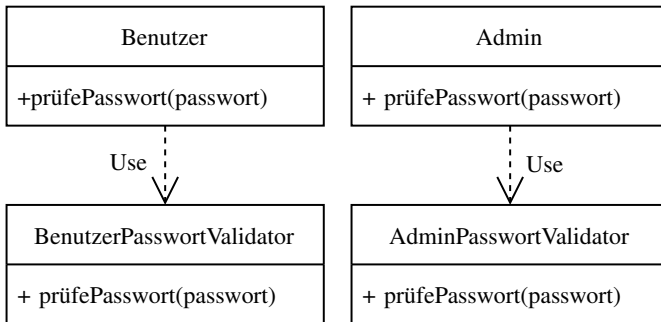 Benutzer
+prüfePasswort(passwort)
Admin
+ prüfePasswort(passwort)
Use
Use
BenutzerPasswortValidator
+ prüfePasswort(passwort)
AdminPasswortValidator
+ prüfePasswort(passwort)